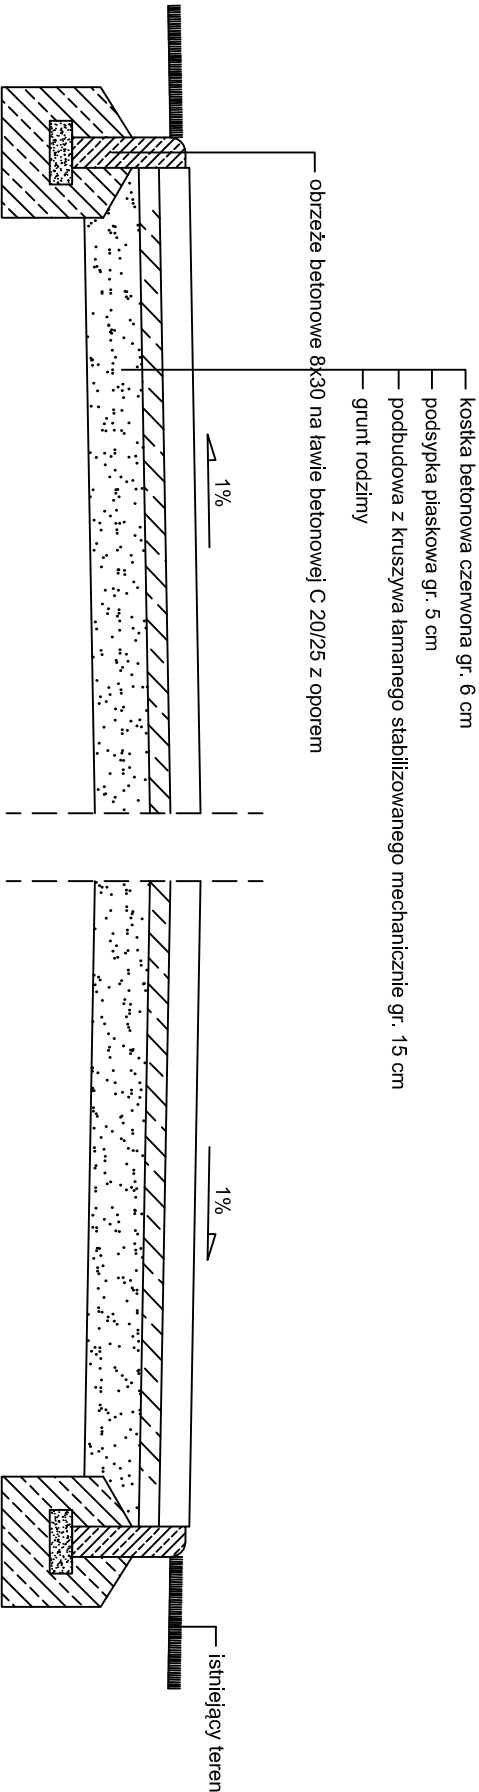 kostka betonowa czerwona gr. 6 cm
podsypka piaskowa gr. 5 cm
podbudowa z kruszywa łamanego stabilizowanego mechanicznie gr. 15 cm
grunt rodzimy
obrzeże betonowe 8x30 na ławie betonowej C 20/25 z oporem
1%
1%
istniejący teren